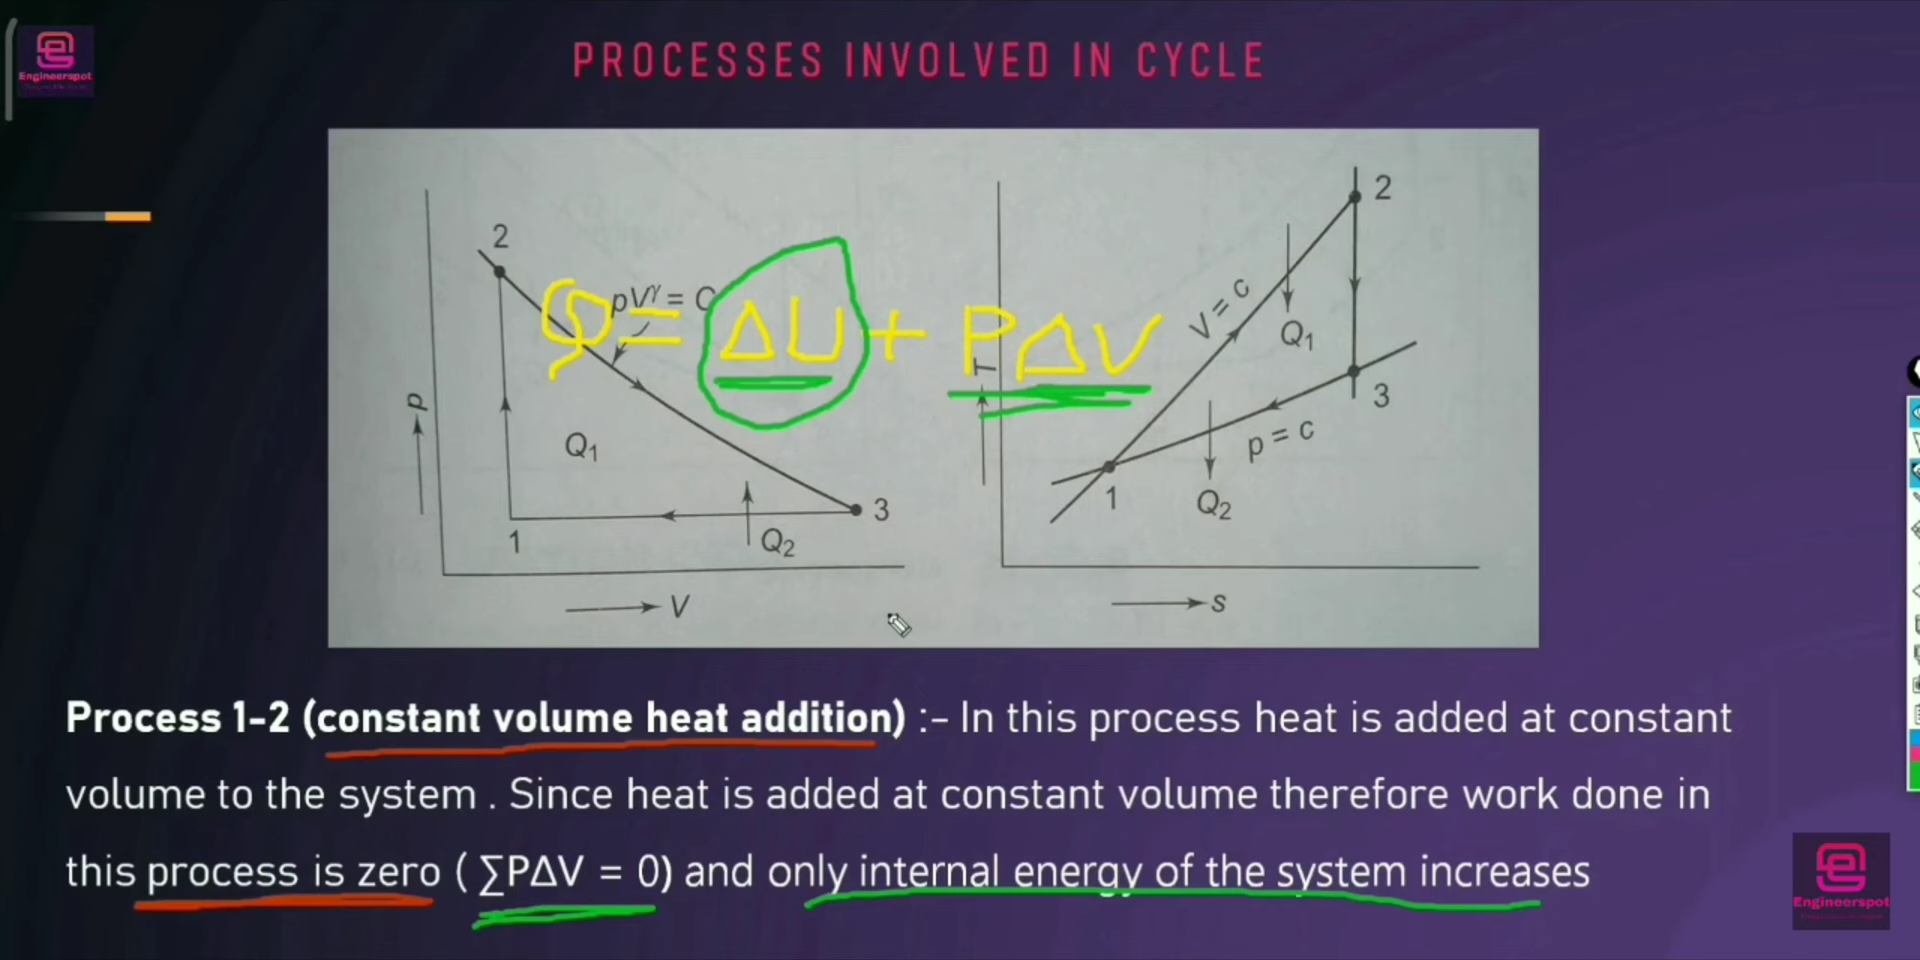 Engineerspot
PROCESSES INVOLVED IN CYCLE
2
pVᵞ = C
Q = ΔU + PΔV
p
Q₁
3
1
Q₂
V
2
V = c
Q₁
T
3
p = c
1
Q₂
s
Process 1-2 (constant volume heat addition) :- In this process heat is added at constant
volume to the system . Since heat is added at constant volume therefore work done in
this process is zero ( ∑PΔV = 0) and only internal energy of the system increases
Engineerspot